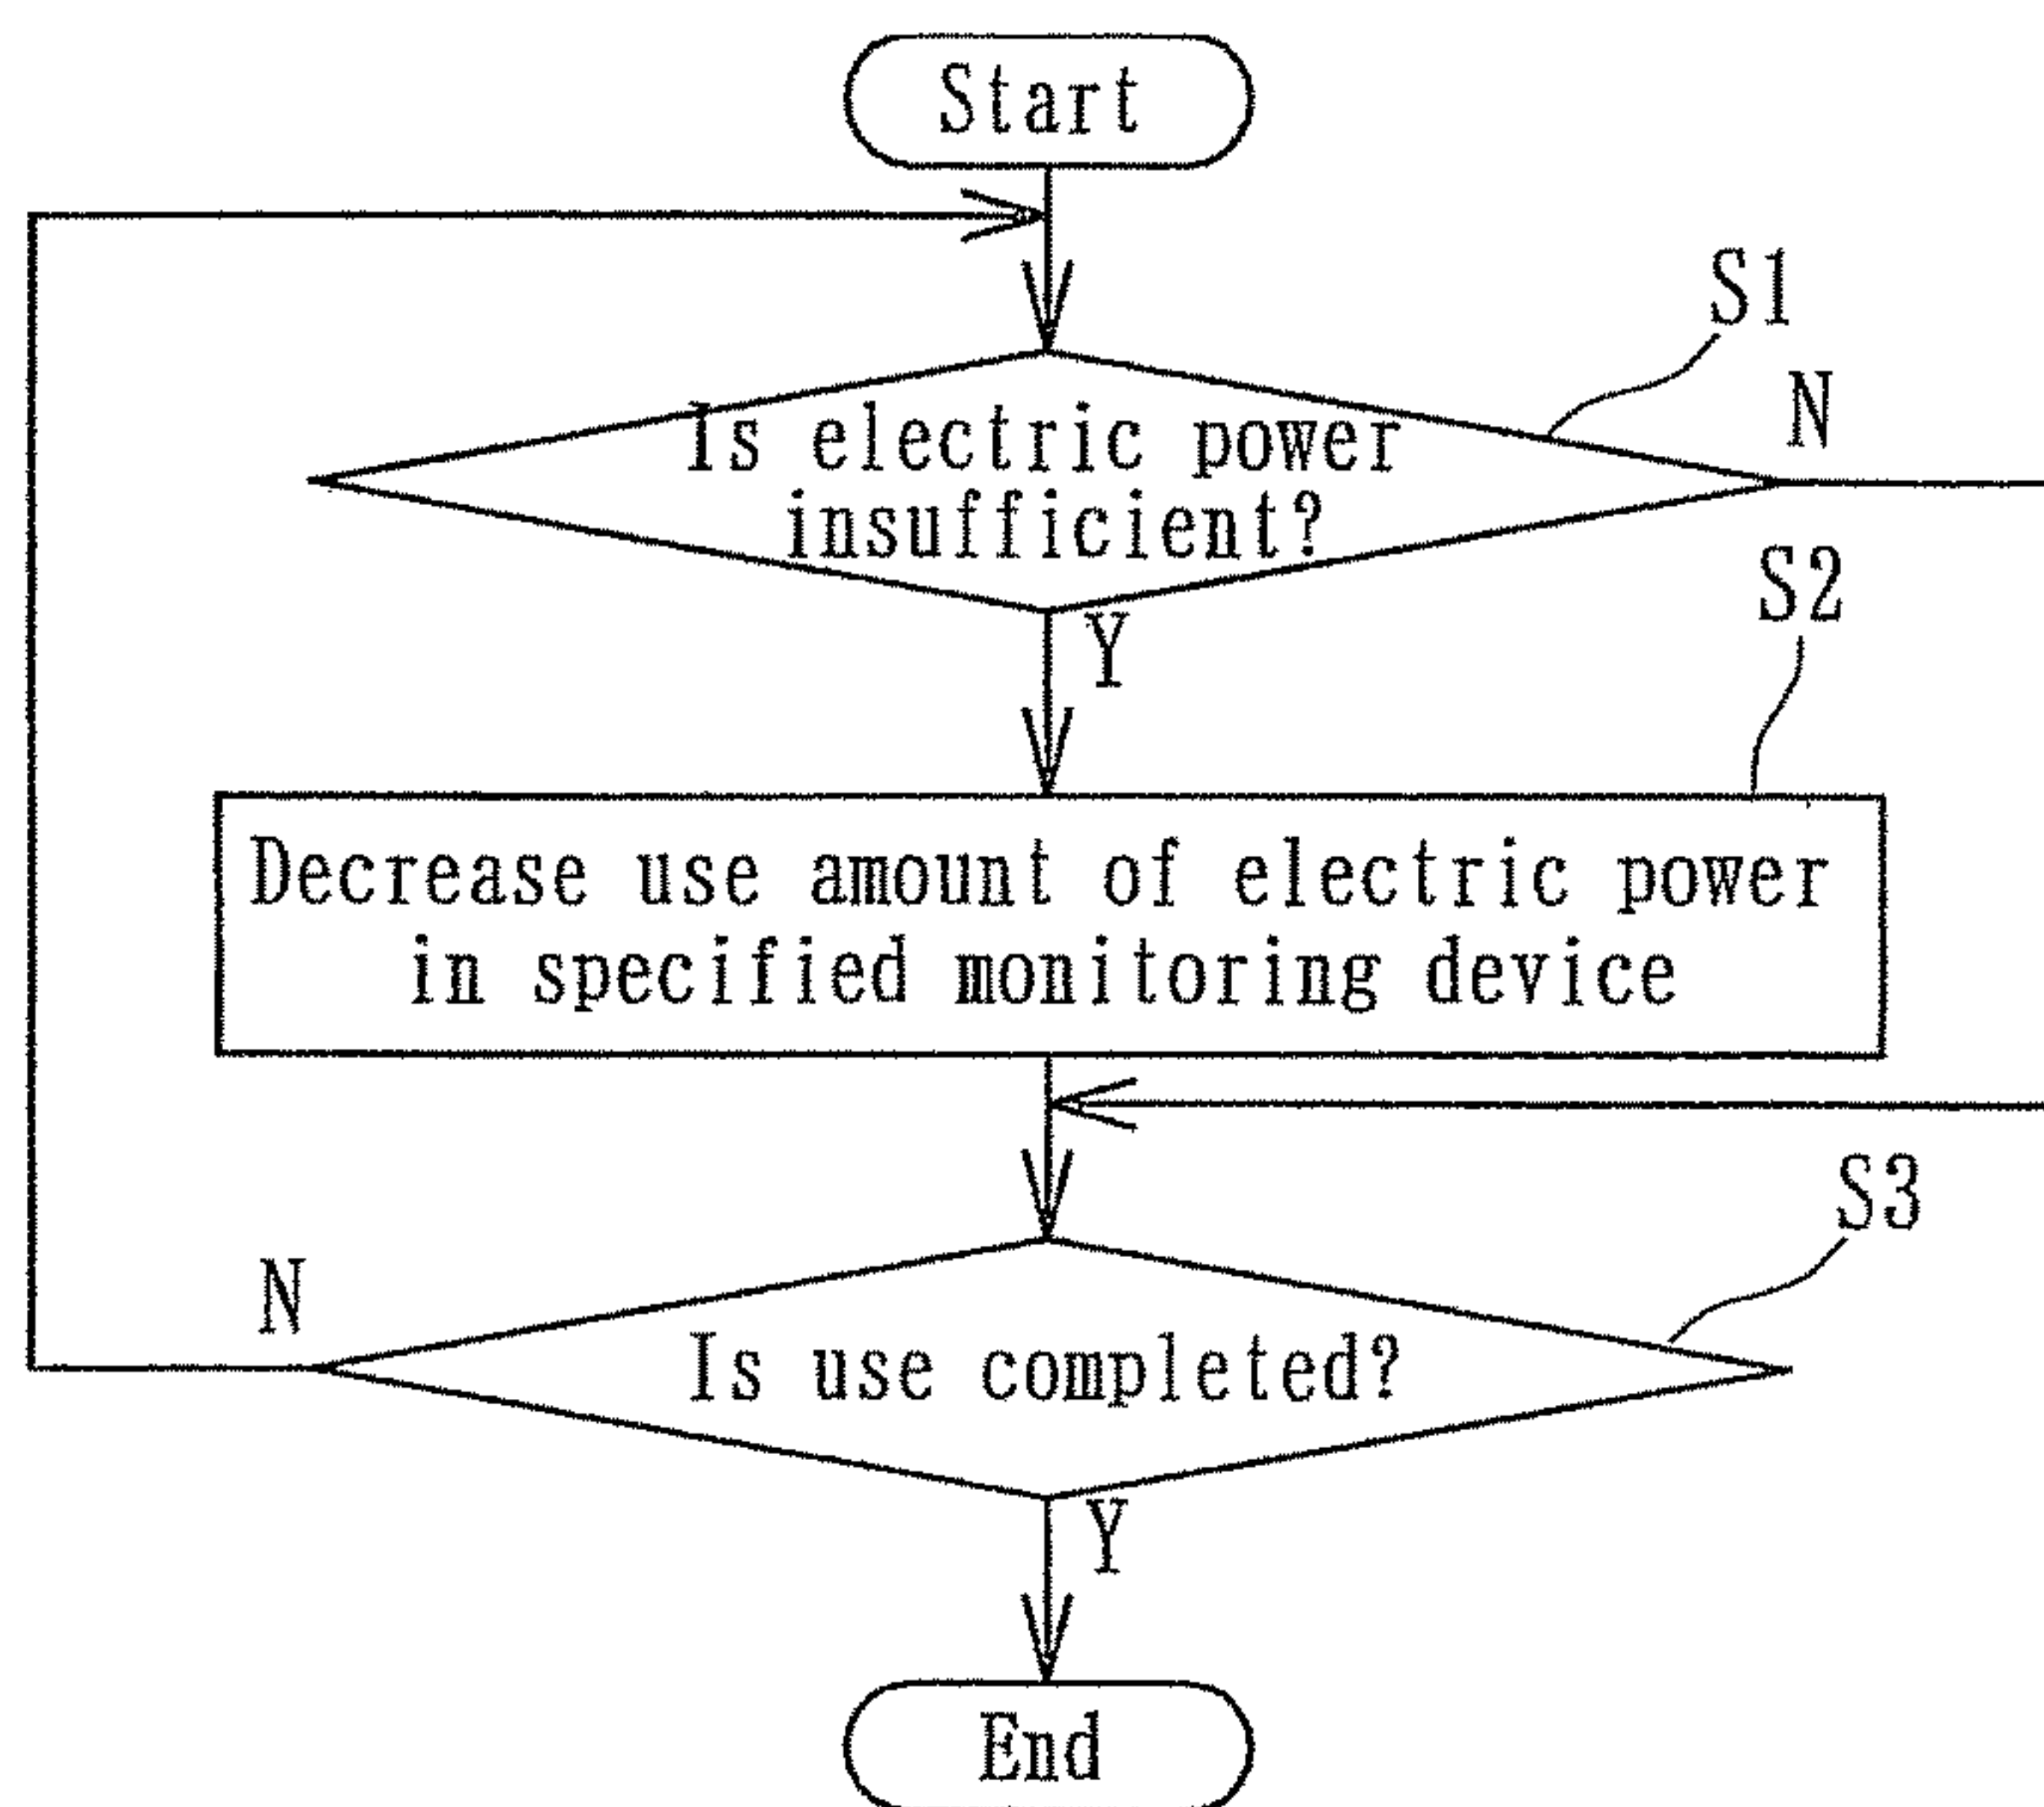 Start
S1
N
Is electric power
insufficient?
S2
Y
Decrease use amount of electric power
in specified monitoring device
S3
N
Is use completed?
Y
End